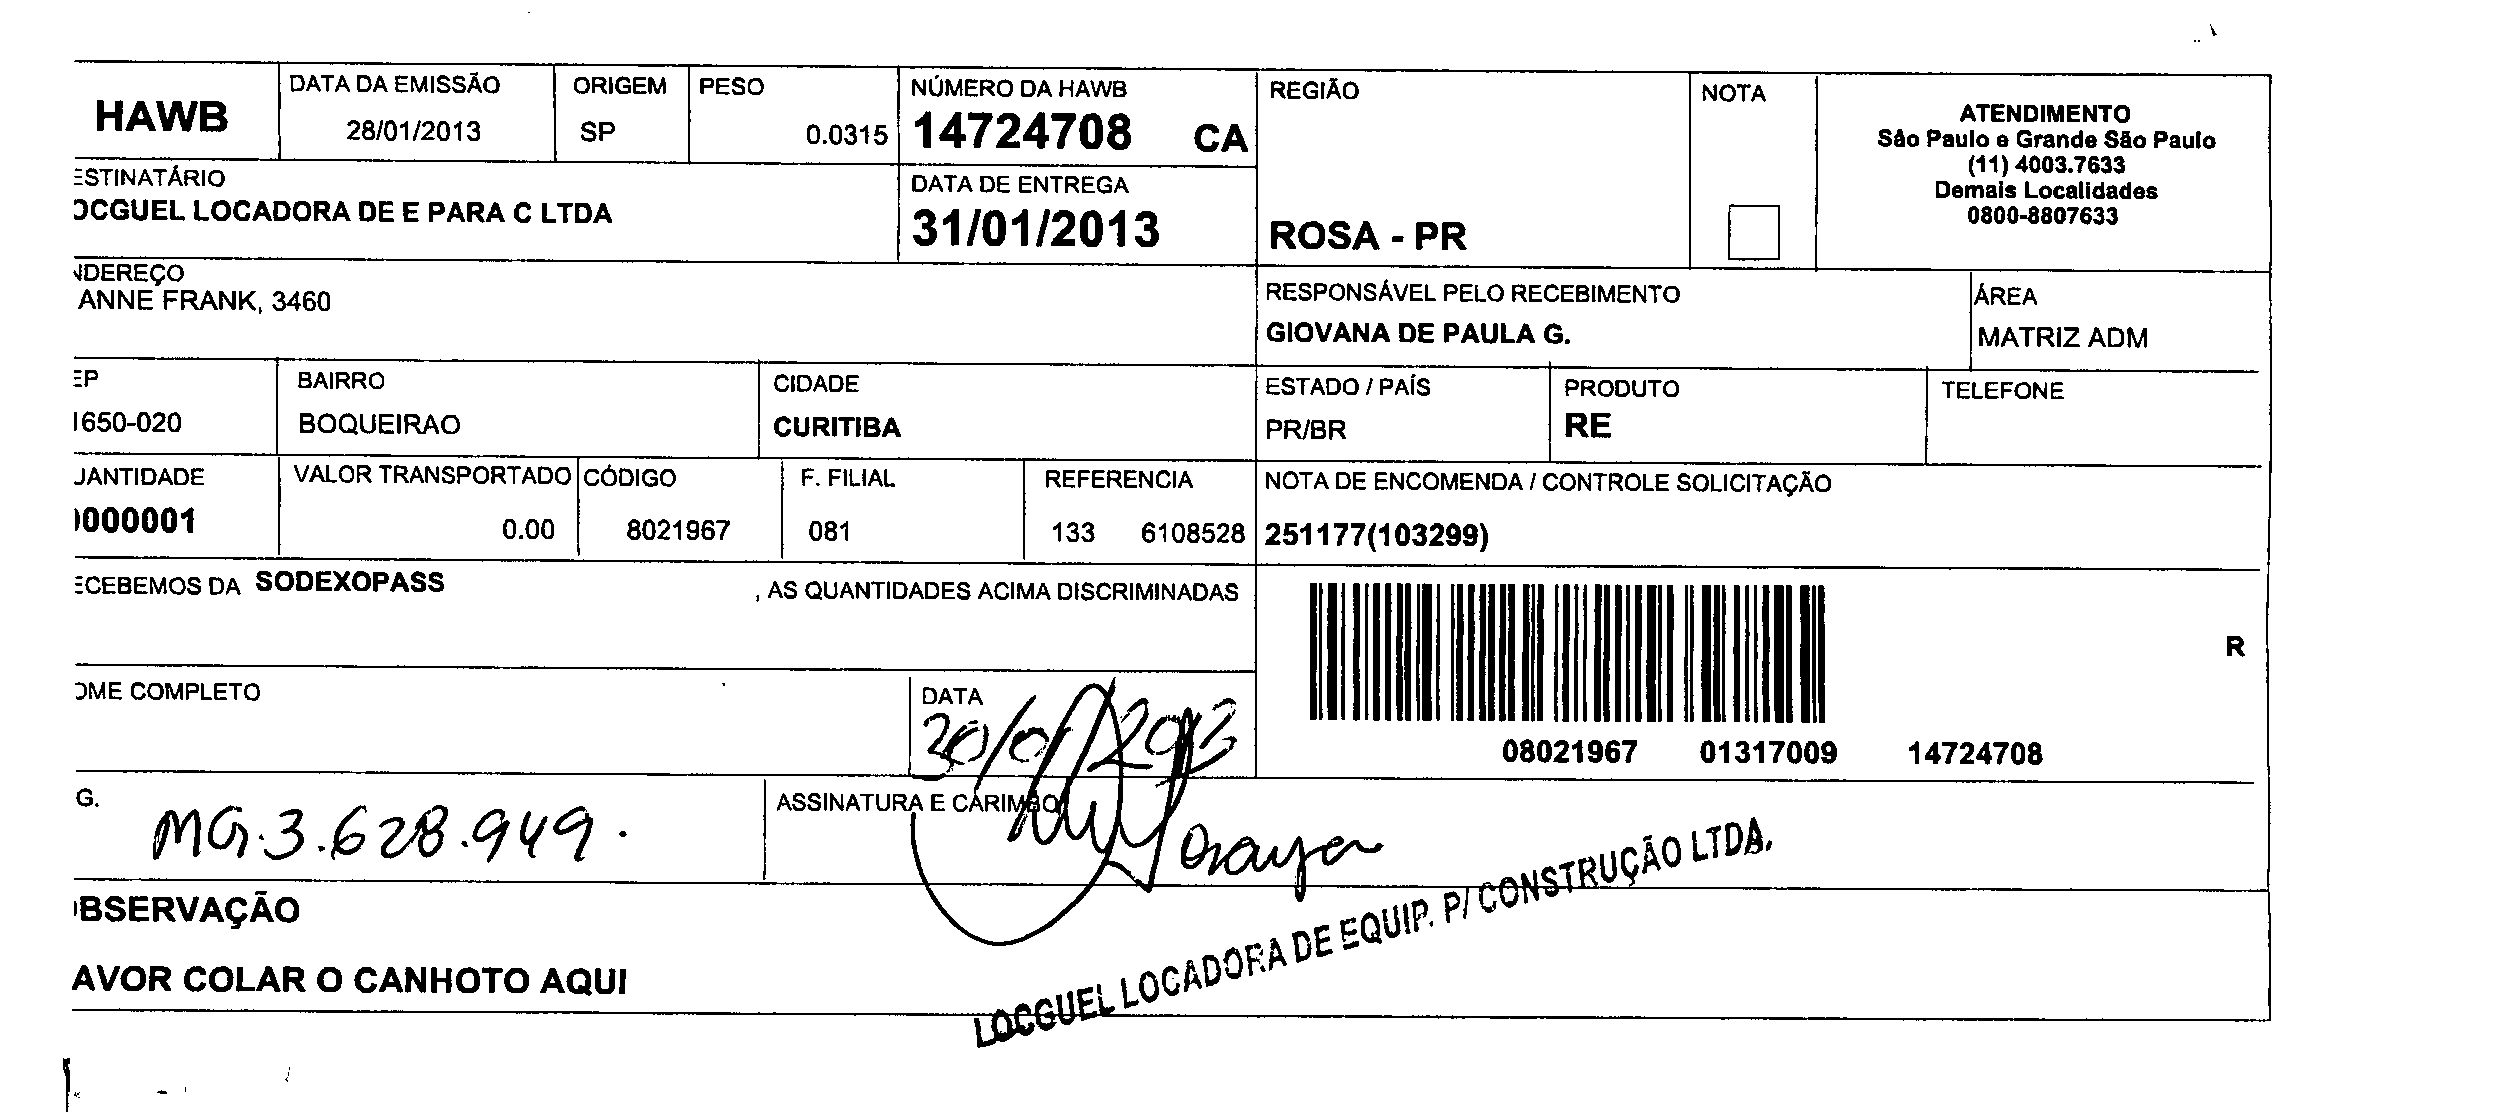 HAWB
DATA DA EMISSÃO
28/01/2013
ORIGEM
SP
PESO
0.0315
NÚMERO DA HAWB
14724708 CA
REGIÃO
ROSA - PR
NOTA
ATENDIMENTO
São Paulo e Grande São Paulo
(11) 4003.7633
Demais Localidades
0800-8807633
ESTINATÁRIO
OCGUEL LOCADORA DE E PARA C LTDA
DATA DE ENTREGA
31/01/2013
NDEREÇO
ANNE FRANK, 3460
RESPONSÁVEL PELO RECEBIMENTO
GIOVANA DE PAULA G.
ÁREA
MATRIZ ADM
EP
1650-020
BAIRRO
BOQUEIRAO
CIDADE
CURITIBA
ESTADO / PAÍS
PR/BR
PRODUTO
RE
TELEFONE
UANTIDADE
0000001
VALOR TRANSPORTADO
0.00
CÓDIGO
8021967
F. FILIAL
081
REFERENCIA
133 6108528
NOTA DE ENCOMENDA / CONTROLE SOLICITAÇÃO
251177(103299)
ECEBEMOS DA SODEXOPASS , AS QUANTIDADES ACIMA DISCRIMINADAS
R
08021967 01317009 14724708
OME COMPLETO
DATA
30/01/2013
G.
MG.3.628.949.
ASSINATURA E CARIMBO
BSERVAÇÃO
AVOR COLAR O CANHOTO AQUI
LOCGUEL LOCADORA DE EQUIP. P/ CONSTRUÇÃO LTDA.